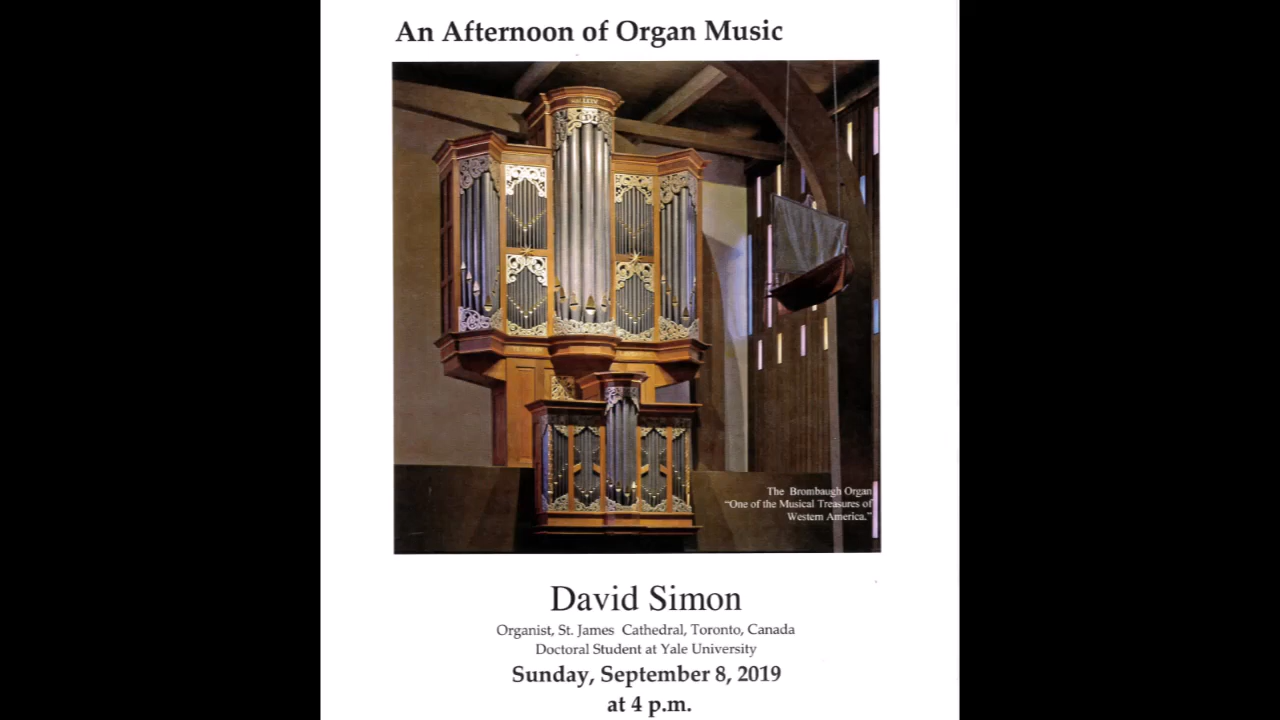 An Afternoon of Organ Music
The Brombaugh Organ
“One of the Musical Treasures of
Western America.”
David Simon
Organist, St. James Cathedral, Toronto, Canada
Doctoral Student at Yale University
Sunday, September 8, 2019
at 4 p.m.